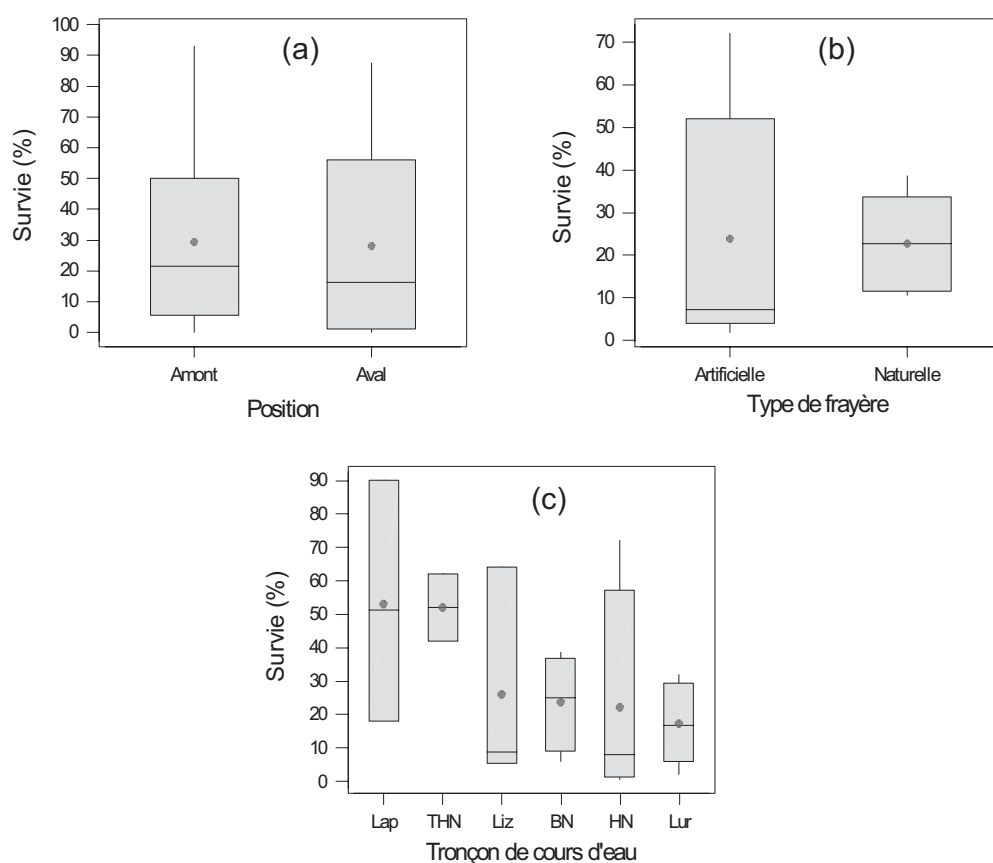 (a)
Survie (%)
100
90
80
70
60
50
40
30
20
10
0
Amont Aval
Position
(b)
Survie (%)
70
60
50
40
30
20
10
0
Artificielle Naturelle
Type de frayère
(c)
Survie (%)
90
80
70
60
50
40
30
20
10
0
Lap THN Liz BN HN Lur
Tronçon de cours d'eau